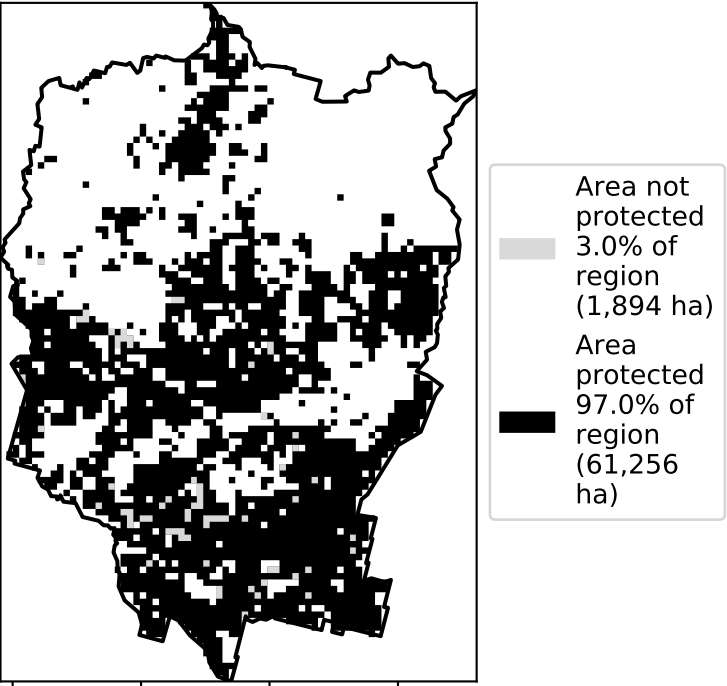 Area not
protected
3.0% of
region
(1,894 ha)
Area
protected
97.0% of
region
(61,256
ha)